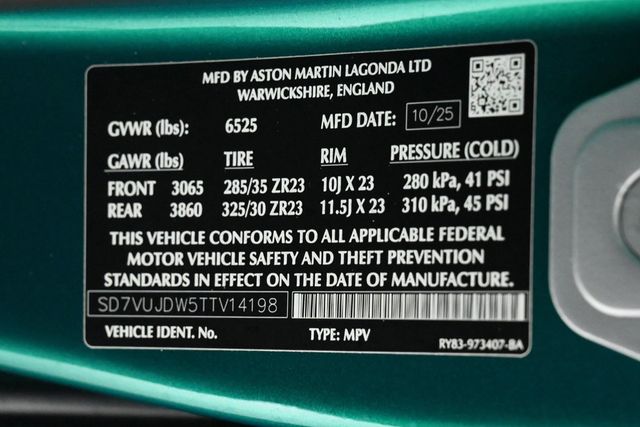 MFD BY ASTON MARTIN LAGONDA LTD
WARWICKSHIRE, ENGLAND
GVWR (lbs): 6525 MFD DATE: 10/25
GAWR (lbs): TIRE RIM PRESSURE (COLD)
FRONT 3065 285/35 ZR23 10J X 23 280 kPa, 41 PSI
REAR 3860 325/30 ZR23 11.5J X 23 310 kPa, 45 PSI
THIS VEHICLE CONFORMS TO ALL APPLICABLE FEDERAL
MOTOR VEHICLE SAFETY AND THEFT PREVENTION
STANDARDS IN EFFECT ON THE DATE OF MANUFACTURE.
SD7VUJDW5TTV14198
VEHICLE IDENT. No. TYPE: MPV RY83-973407-BA